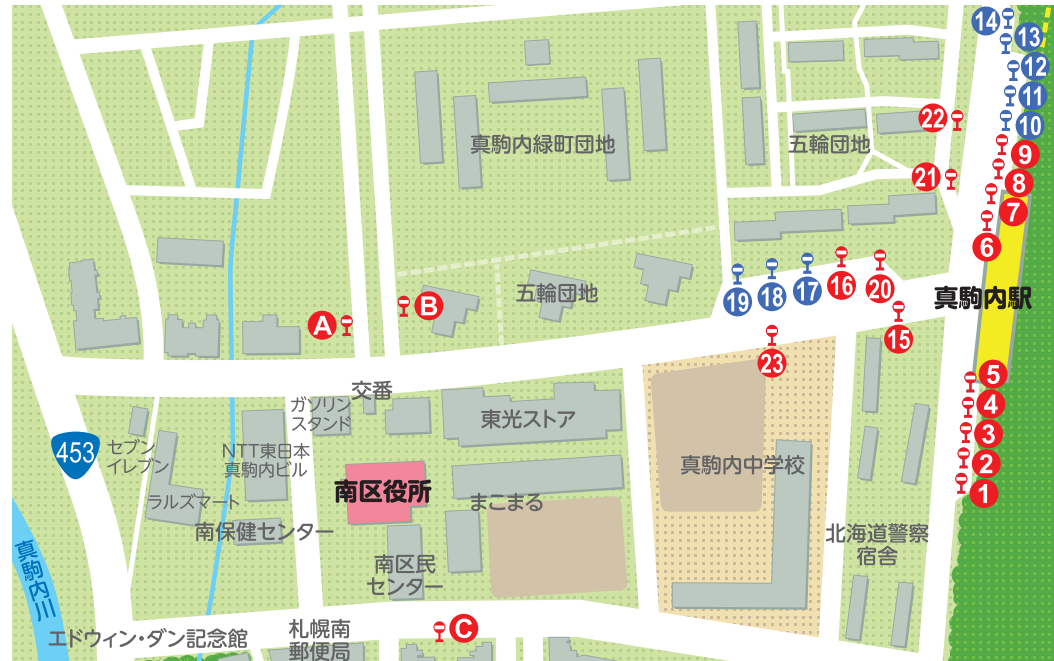 14
13
12
11
10
9
8
7
6
22
21
真駒内緑町団地
五輪団地
五輪団地
A
B
19
18
17
16
20
15
23
真駒内駅
5
4
3
2
1
交番
ガソリン
スタンド
東光ストア
453
セブン
イレブン
NTT東日本
真駒内ビル
ラルズマート
南区役所
まこまる
真駒内中学校
南保健センター
南区民
センター
北海道警察
宿舎
真駒内川
エドウィン・ダン記念館
札幌南
郵便局
C